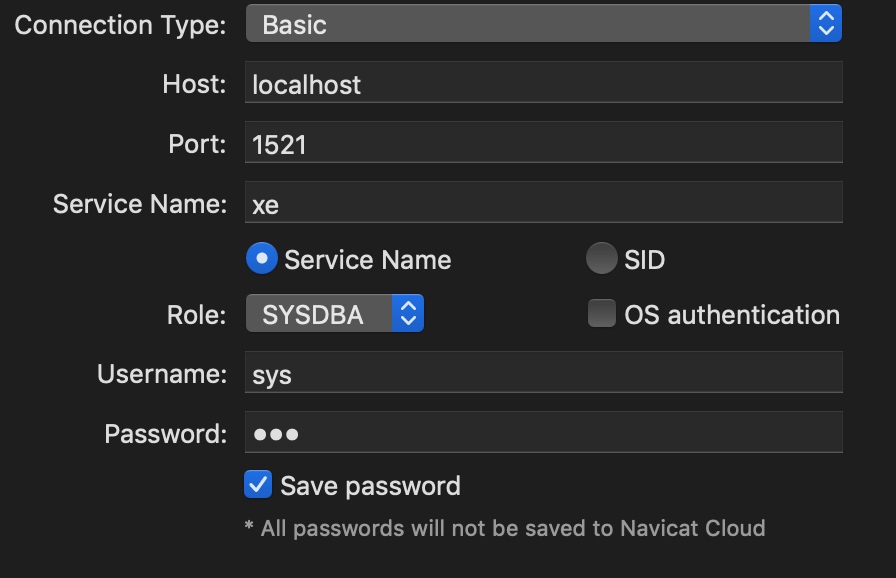 Connection Type: Basic
Host: localhost
Port: 1521
Service Name: xe
Service Name SID
Role: SYSDBA OS authentication
Username: sys
Password: •••
Save password
* All passwords will not be saved to Navicat Cloud